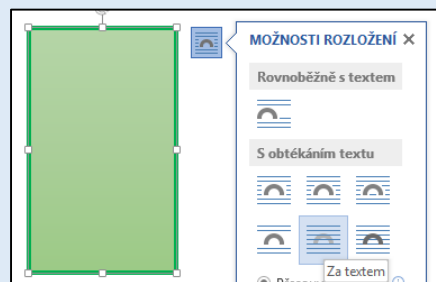 MOŽNOSTI ROZLOŽENÍ
Rovnoběžně s textem
S obtékáním textu
Za textem